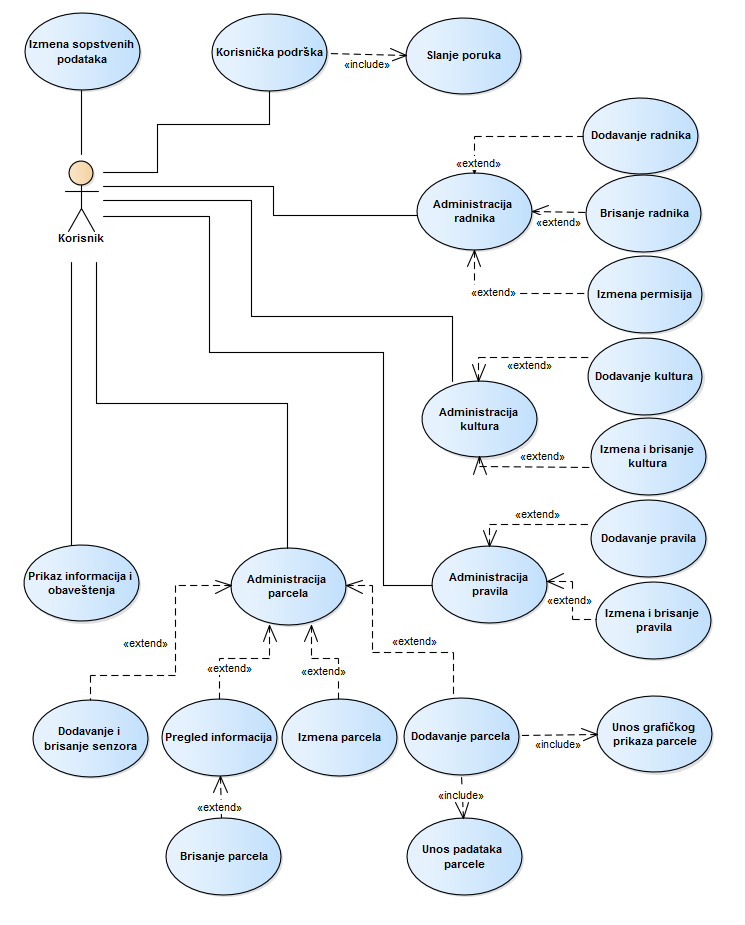 Izmena sopstvenih
podataka
Korisnička podrška
«include»
Slanje poruka
Korisnik
Dodavanje radnika
«extend»
Administracija
radnika
Brisanje radnika
«extend»
Izmena permisija
«extend»
Dodavanje kultura
«extend»
Administracija
kultura
Izmena i brisanje
kultura
«extend»
Dodavanje pravila
«extend»
Administracija
pravila
«extend»
Izmena i brisanje
pravila
Prikaz informacija i
obaveštenja
Administracija
parcela
«extend»
«extend»
«extend»
«extend»
Dodavanje i
brisanje senzora
Pregled informacija
Izmena parcela
Dodavanje parcela
«include»
Unos grafičkog
prikaza parcele
«extend»
«include»
Brisanje parcela
Unos padataka
parcele